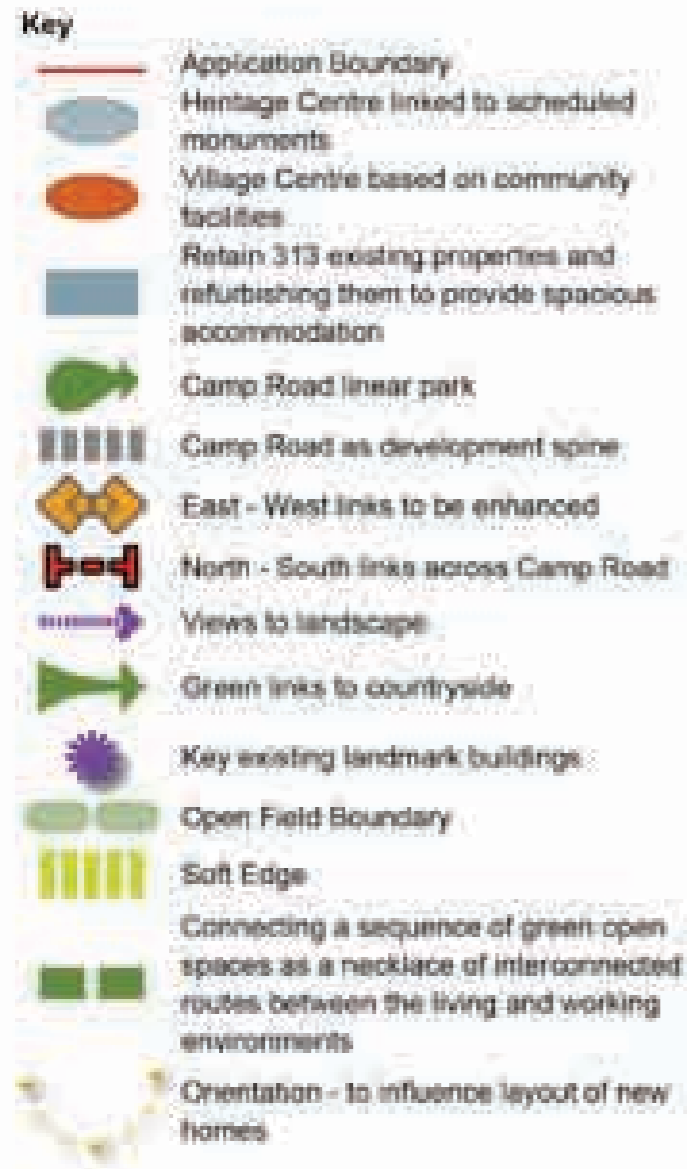 Key
Application Boundary
Heritage Centre linked to scheduled
monuments
Village Centre based on community
facilities
Retain 313 existing properties and
refurbishing them to provide spacious
accommodation
Camp Road linear park
Camp Road as development spine
East - West links to be enhanced
North - South links across Camp Road
Views to landscape
Green links to countryside
Key existing landmark buildings
Open Field Boundary
Soft Edge
Connecting a sequence of green open
spaces as a necklace of interconnected
routes between the living and working
environments
Orientation - to influence layout of new
homes